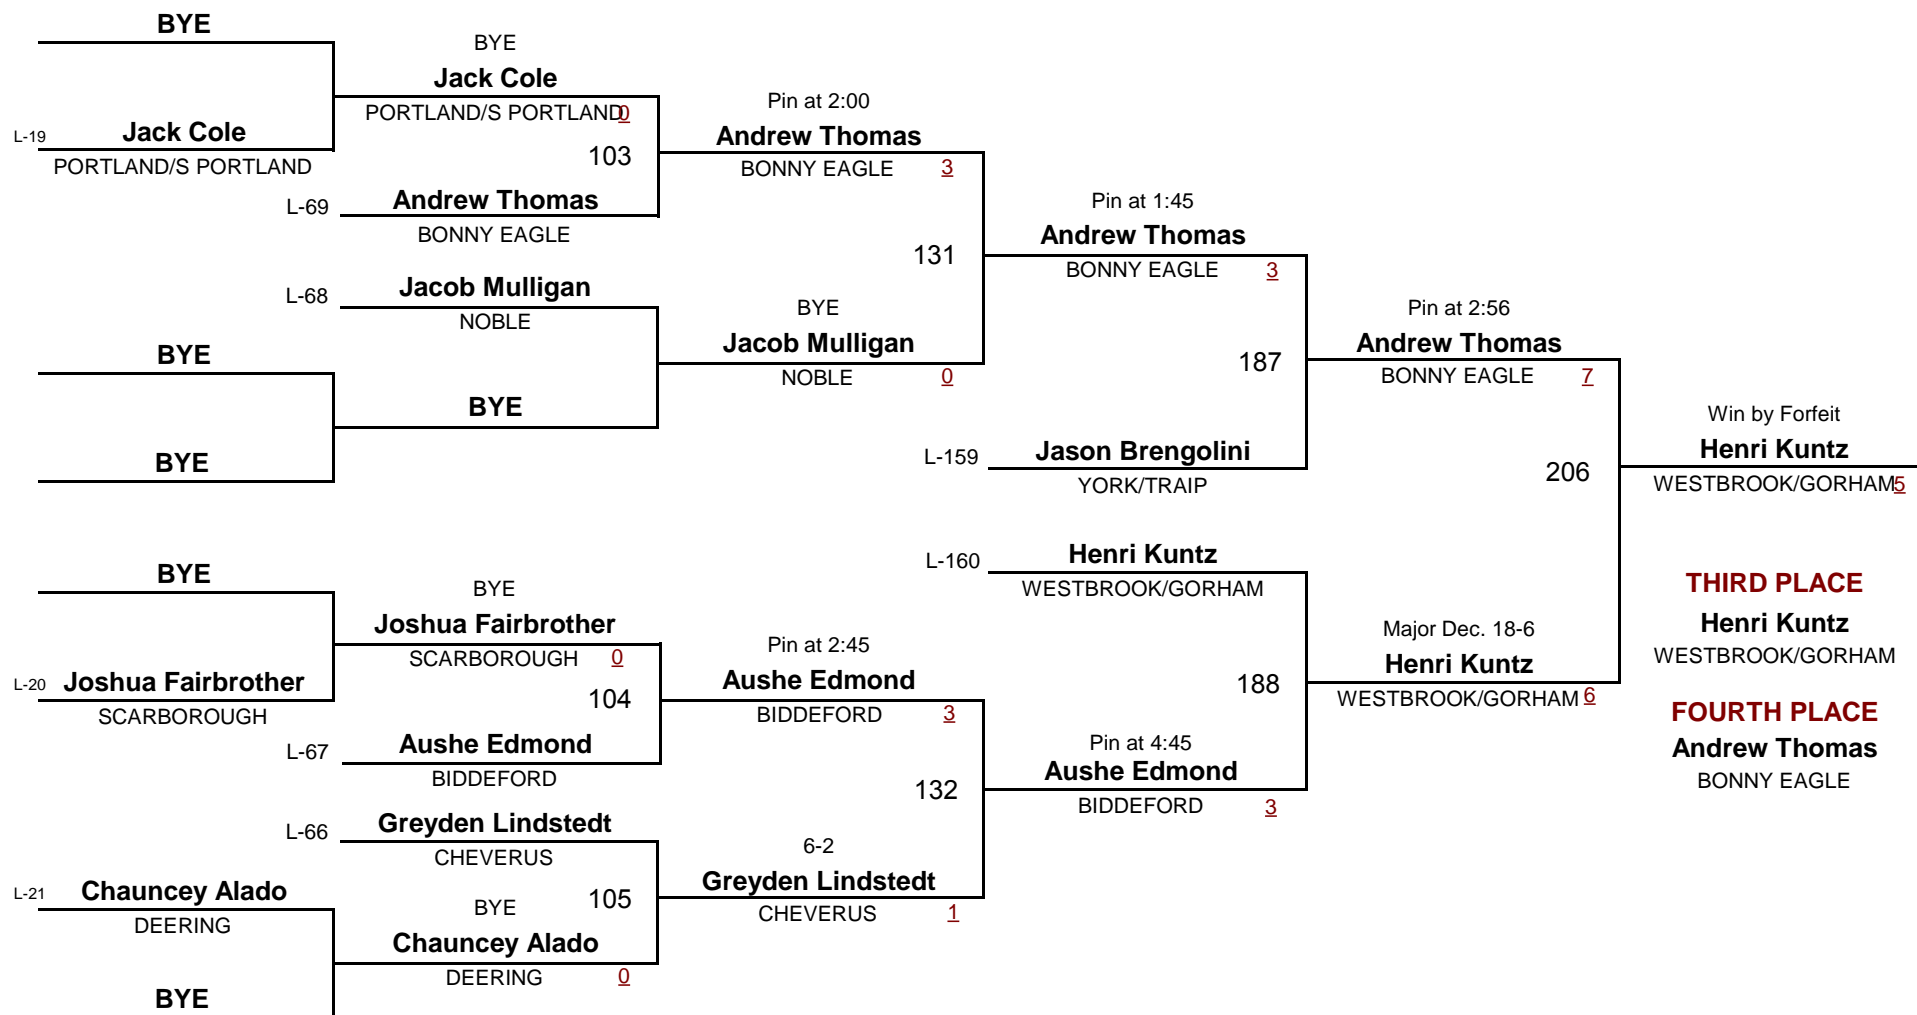 BYE
BYE
Jack Cole
PORTLAND/S PORTLAND 0
L-19 Jack Cole
PORTLAND/S PORTLAND
103
Pin at 2:00
Andrew Thomas
BONNY EAGLE 3
L-69 Andrew Thomas
BONNY EAGLE
131
Pin at 1:45
Andrew Thomas
BONNY EAGLE 3
L-68 Jacob Mulligan
NOBLE
BYE
Jacob Mulligan
NOBLE 0
BYE
BYE
BYE
187
Pin at 2:56
Andrew Thomas
BONNY EAGLE 7
L-159 Jason Brengolini
YORK/TRAIP
206
Win by Forfeit
Henri Kuntz
WESTBROOK/GORHAM 5
L-160 Henri Kuntz
WESTBROOK/GORHAM
BYE
BYE
Joshua Fairbrother
SCARBOROUGH 0
L-20 Joshua Fairbrother
SCARBOROUGH
104
Pin at 2:45
Aushe Edmond
BIDDEFORD 3
L-67 Aushe Edmond
BIDDEFORD
188
Major Dec. 18-6
Henri Kuntz
WESTBROOK/GORHAM 6
132
Pin at 4:45
Aushe Edmond
BIDDEFORD 3
L-66 Greyden Lindstedt
CHEVERUS
105
6-2
Greyden Lindstedt
CHEVERUS 1
L-21 Chauncey Alado
DEERING
BYE
Chauncey Alado
DEERING 0
BYE
THIRD PLACE
Henri Kuntz
WESTBROOK/GORHAM
FOURTH PLACE
Andrew Thomas
BONNY EAGLE